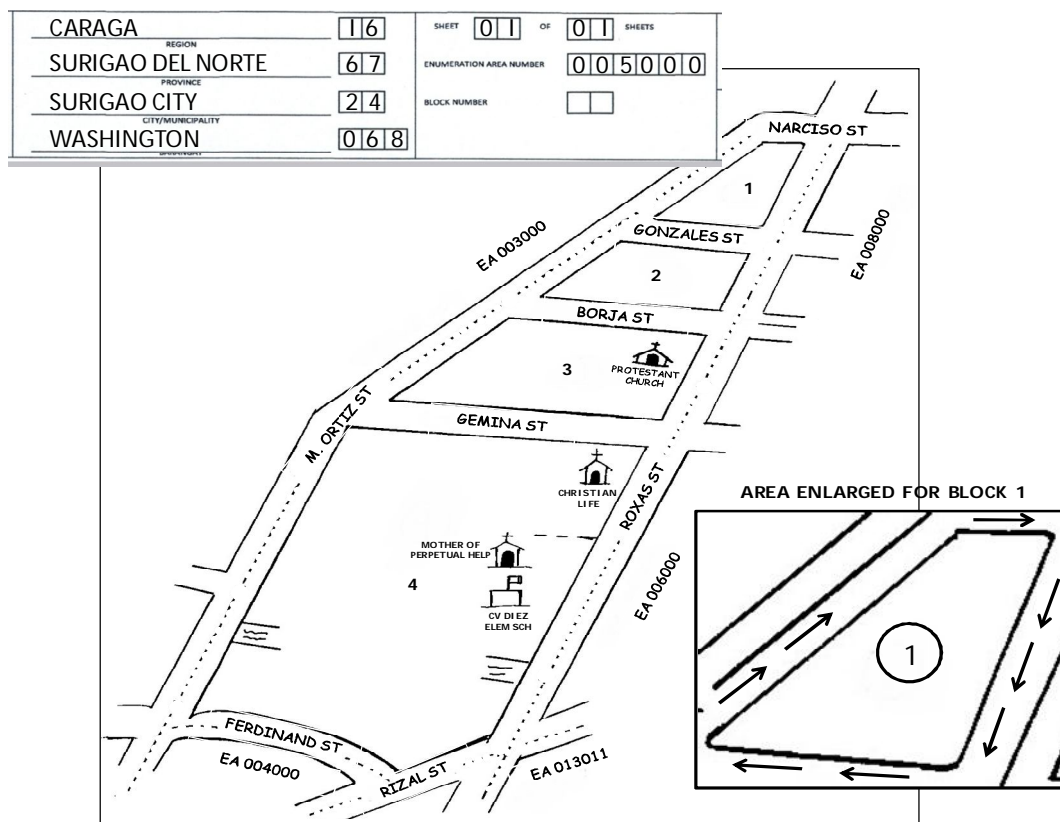 CARAGA 16
REGION
SURIGAO DEL NORTE 67
PROVINCE
SURIGAO CITY 24
CITY/MUNICIPALITY
WASHINGTON 068
BARANGAY
SHEET 01 OF 01 SHEETS
ENUMERATION AREA NUMBER 005000
BLOCK NUMBER
NARCISO ST
1
GONZALES ST
EA 003000
EA 008000
2
BORJA ST
3
PROTESTANT
CHURCH
M. ORTIZ ST
GEMINA ST
CHRISTIAN
LIFE
ROXAS ST
MOTHER OF
PERPETUAL HELP
4
CV DIEZ
ELEM SCH
EA 006000
FERDINAND ST
EA 004000
RIZAL ST
EA 013011
AREA ENLARGED FOR BLOCK 1
1